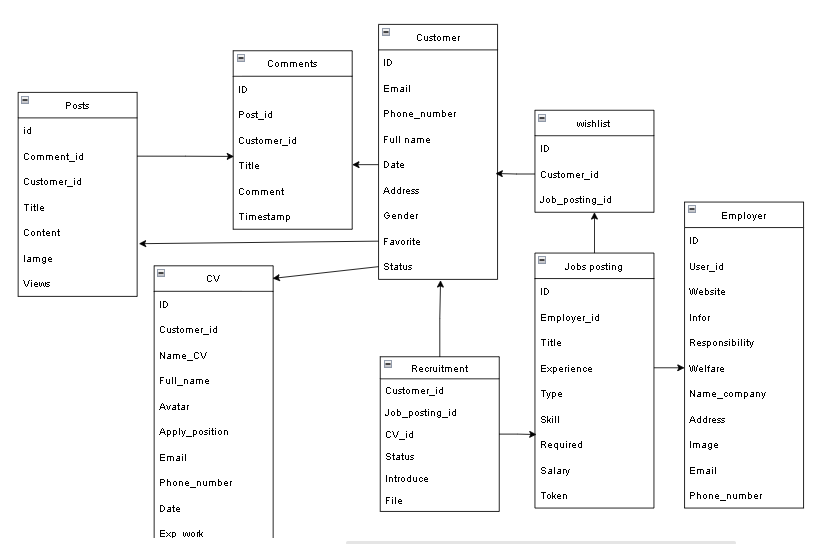 Posts
id
Comment_id
Customer_id
Title
Content
Iamge
Views
Comments
ID
Post_id
Customer_id
Title
Comment
Timestamp
Customer
ID
Email
Phone_number
Full name
Date
Address
Gender
Favorite
Status
wishlist
ID
Customer_id
Job_posting_id
Employer
ID
User_id
Website
Infor
Responsibility
Welfare
Name_company
Address
Image
Email
Phone_number
CV
ID
Customer_id
Name_CV
Full_name
Avatar
Apply_position
Email
Phone_number
Date
Exp_work
Recruitment
Customer_id
Job_posting_id
CV_id
Status
Introduce
File
Jobs posting
ID
Employer_id
Title
Experience
Type
Skill
Required
Salary
Token